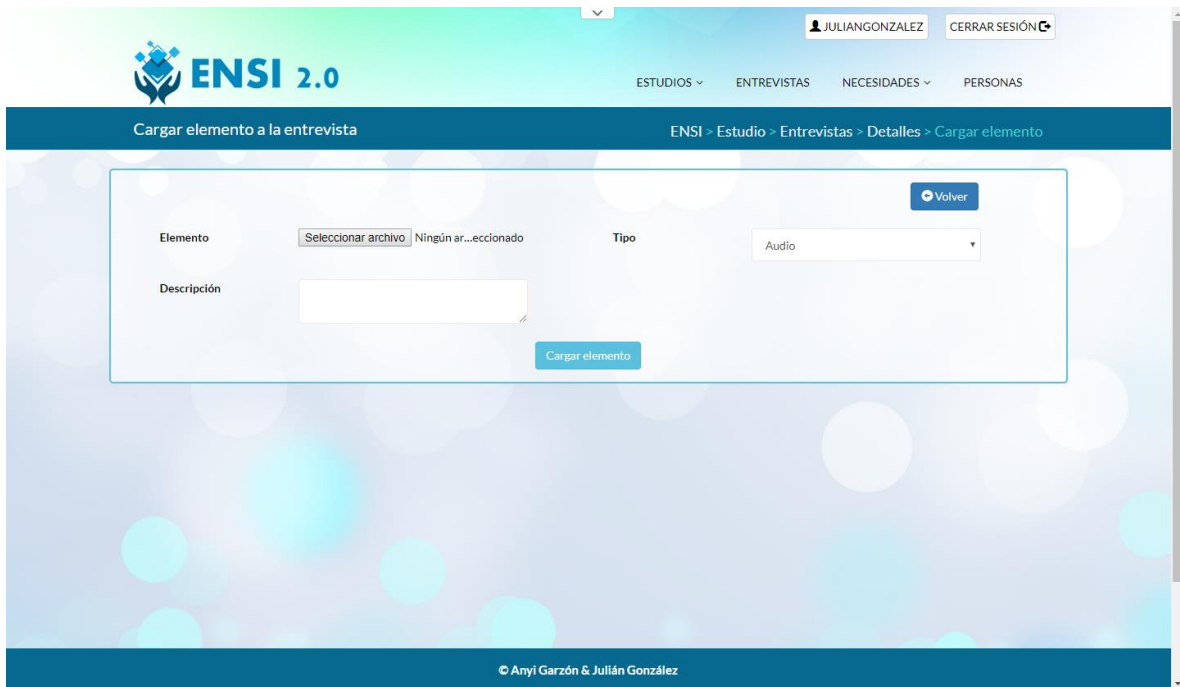 JULIANGONZALEZ CERRAR SESIÓN
ENSI 2.0
ESTUDIOS ENTREVISTAS NECESIDADES PERSONAS
Cargar elemento a la entrevista ENSI > Estudio > Entrevistas > Detalles > Cargar elemento
Volver
Elemento Seleccionar archivo Ningún ar...eccionado Tipo Audio
Descripción
Cargar elemento
© Anyi Garzón & Julián González